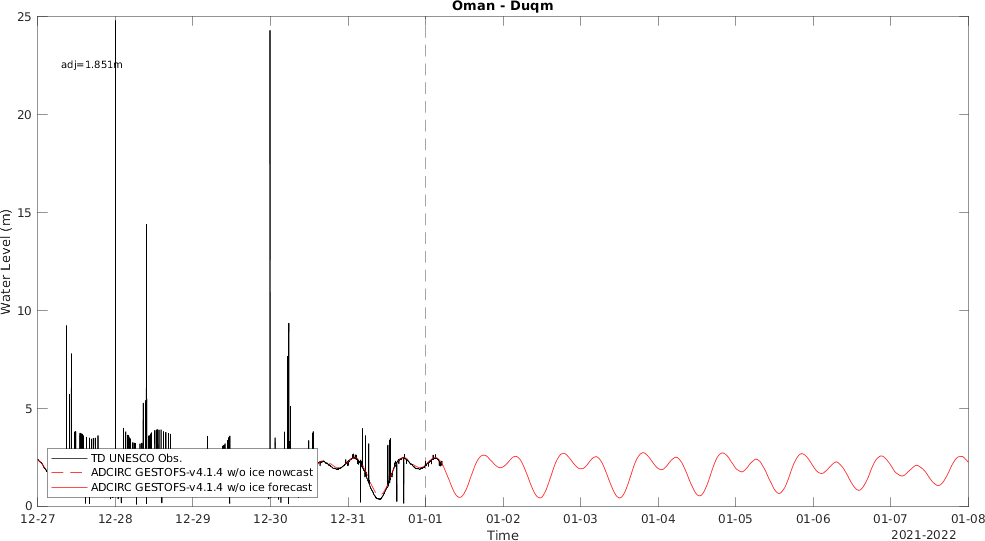 Oman - Duqm
25
20
15
10
5
0
Water Level (m)
adj=1.851m
TD UNESCO Obs.
ADCIRC GESTOFS-v4.1.4 w/o ice nowcast
ADCIRC GESTOFS-v4.1.4 w/o ice forecast
12-27 12-28 12-29 12-30 12-31 01-01 01-02 01-03 01-04 01-05 01-06 01-07 01-08
Time
2021-2022